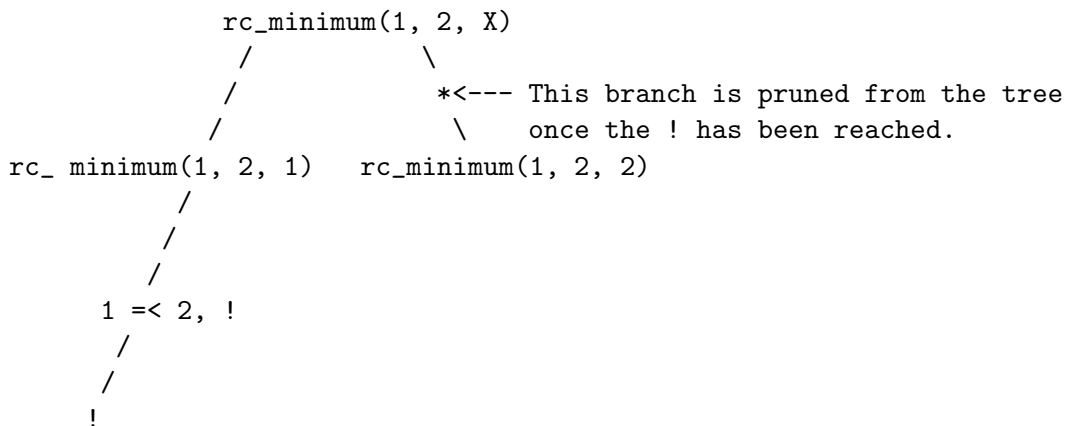 rc_minimum(1, 2, X)
/ \
/ *<--- This branch is pruned from the tree
/ \ once the ! has been reached.
rc_ minimum(1, 2, 1) rc_minimum(1, 2, 2)
/
/
/
1 =< 2, !
/
/
!